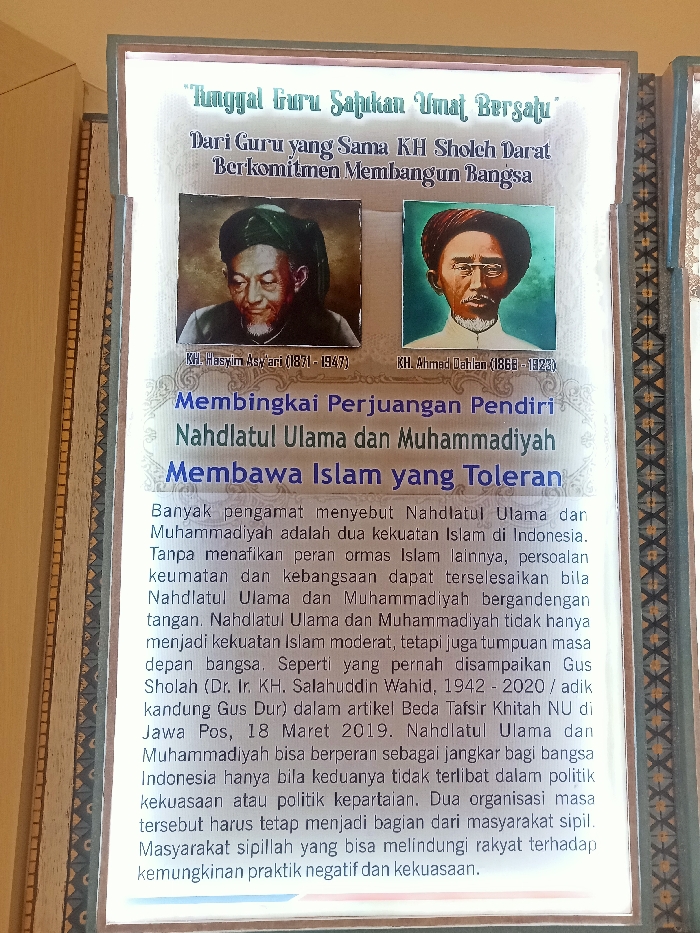 "Tunggal Guru Satukan Umat Bersatu"
Dari Guru yang Sama KH Sholeh Darat
Berkomitmen Membangun Bangsa
KH. Hasyim Asy'ari (1871 - 1947)
KH. Ahmad Dahlan (1868 - 1923)
Membingkai Perjuangan Pendiri
Nahdlatul Ulama dan Muhammadiyah
Membawa Islam yang Toleran
Banyak pengamat menyebut Nahdlatul Ulama dan
Muhammadiyah adalah dua kekuatan Islam di Indonesia.
Tanpa menafikan peran ormas Islam lainnya, persoalan
keumatan dan kebangsaan dapat terselesaikan bila
Nahdlatul Ulama dan Muhammadiyah bergandengan
tangan. Nahdlatul Ulama dan Muhammadiyah tidak hanya
menjadi kekuatan Islam moderat, tetapi juga tumpuan masa
depan bangsa. Seperti yang pernah disampaikan Gus
Sholah (Dr. Ir. KH. Salahuddin Wahid, 1942 - 2020 / adik
kandung Gus Dur) dalam artikel Beda Tafsir Khitah NU di
Jawa Pos, 18 Maret 2019. Nahdlatul Ulama dan
Muhammadiyah bisa berperan sebagai jangkar bagi bangsa
Indonesia hanya bila keduanya tidak terlibat dalam politik
kekuasaan atau politik kepartaian. Dua organisasi masa
tersebut harus tetap menjadi bagian dari masyarakat sipil.
Masyarakat sipillah yang bisa melindungi rakyat terhadap
kemungkinan praktik negatif dan kekuasaan.